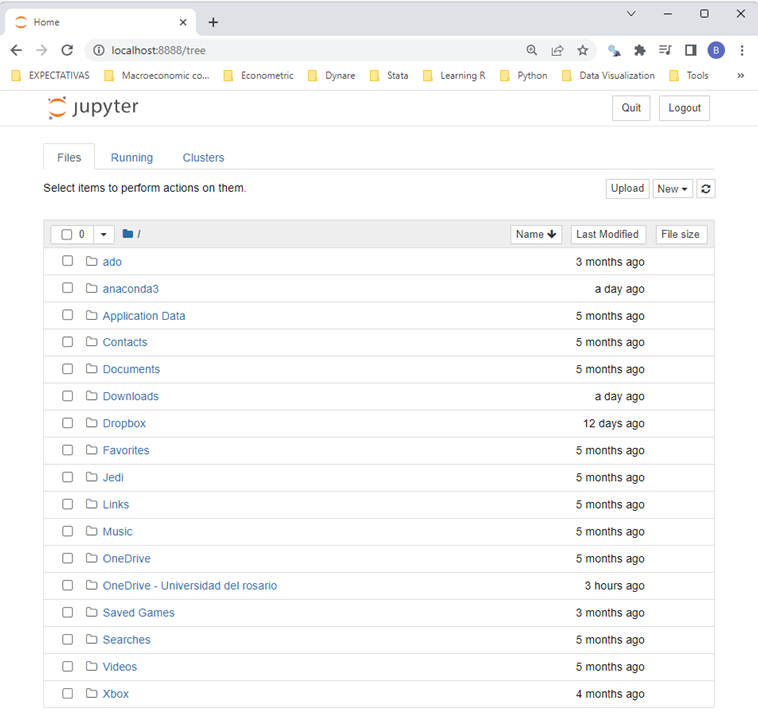 Home
localhost:8888/tree
B
EXPECTATIVAS Macroeconomic co... Econometric Dynare Stata Learning R Python Data Visualization Tools »
jupyter Quit Logout
Files Running Clusters
Select items to perform actions on them. Upload New
0 / Name Last Modified File size
ado 3 months ago
anaconda3 a day ago
Application Data 5 months ago
Contacts 5 months ago
Documents 5 months ago
Downloads a day ago
Dropbox 12 days ago
Favorites 5 months ago
Jedi 5 months ago
Links 5 months ago
Music 5 months ago
OneDrive 5 months ago
OneDrive - Universidad del rosario 3 hours ago
Saved Games 3 months ago
Searches 5 months ago
Videos 5 months ago
Xbox 4 months ago